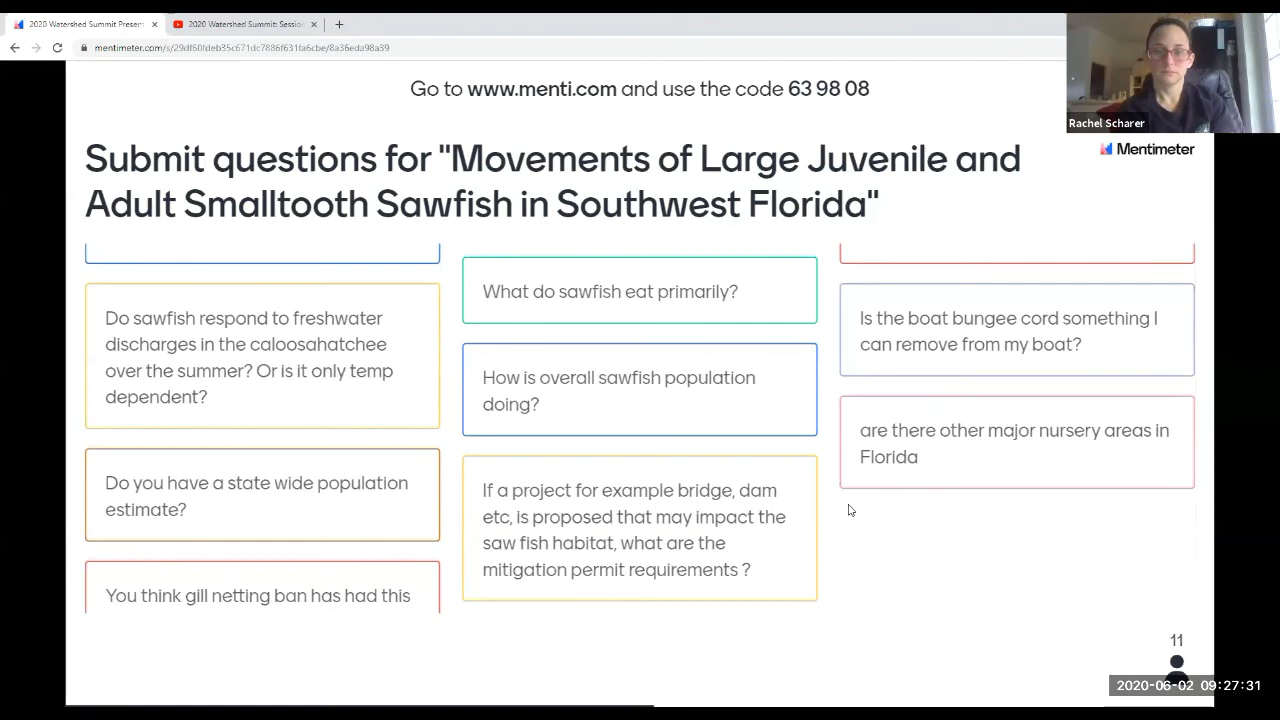 2020 Watershed Summit Present
2020 Watershed Summit: Session
mentimeter.com/s/29df60fdeb35c671dc7886f631fa6cbe/8a36eda98a39
Go to www.menti.com and use the code 63 98 08
Rachel Scharer
Mentimeter
Submit questions for "Movements of Large Juvenile and
Adult Smalltooth Sawfish in Southwest Florida"
Do sawfish respond to freshwater
discharges in the caloosahatchee
over the summer? Or is it only temp
dependent?
Do you have a state wide population
estimate?
You think gill netting ban has had this
What do sawfish eat primarily?
How is overall sawfish population
doing?
If a project for example bridge, dam
etc, is proposed that may impact the
saw fish habitat, what are the
mitigation permit requirements ?
Is the boat bungee cord something I
can remove from my boat?
are there other major nursery areas in
Florida
11
2020-06-02 09:27:31